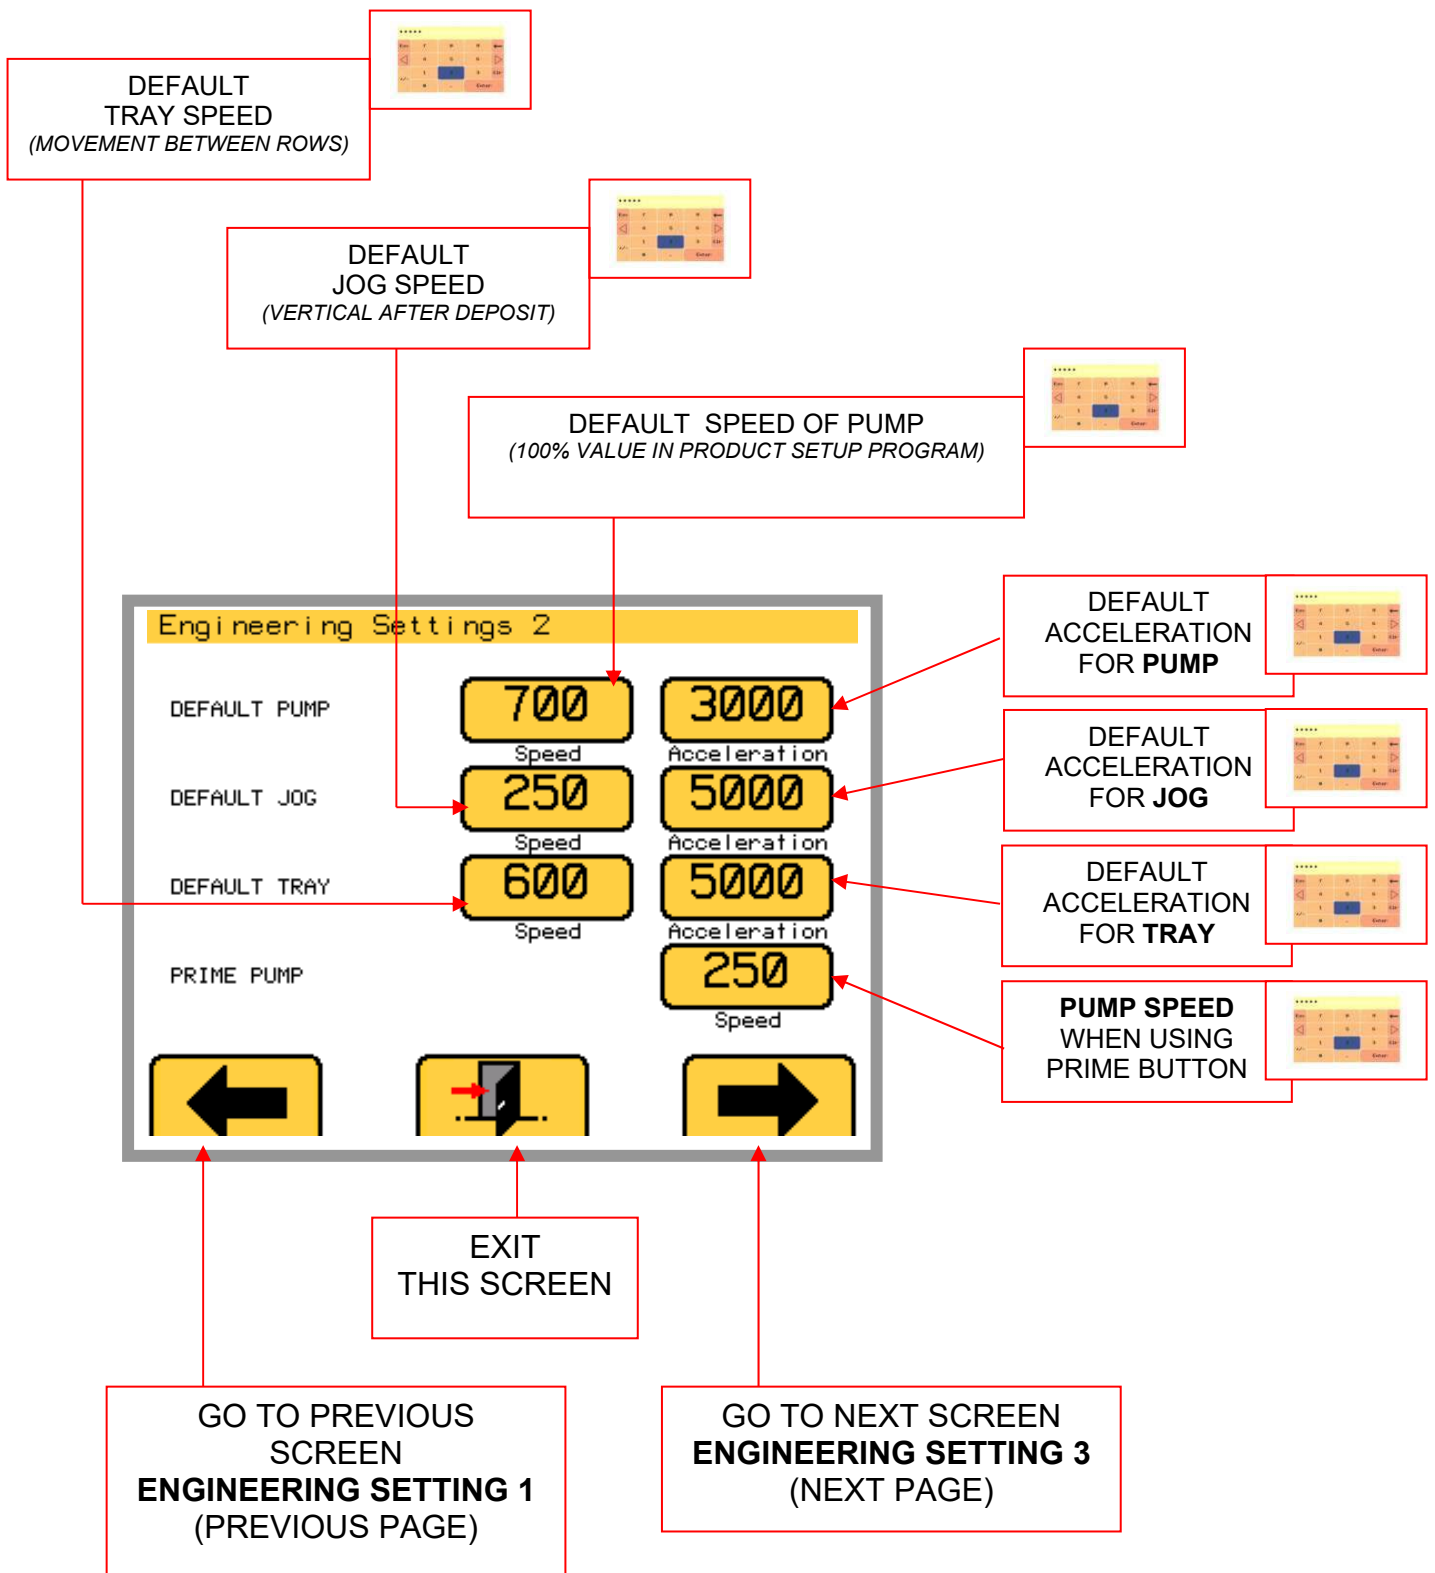 DEFAULT
TRAY SPEED
(MOVEMENT BETWEEN ROWS)
DEFAULT
JOG SPEED
(VERTICAL AFTER DEPOSIT)
DEFAULT  SPEED OF PUMP
(100% VALUE IN PRODUCT SETUP PROGRAM)
Engineering Settings 2
DEFAULT PUMP
700
Speed
3000
Acceleration
DEFAULT JOG
250
Speed
5000
Acceleration
DEFAULT TRAY
600
Speed
5000
Acceleration
PRIME PUMP
250
Speed
DEFAULT
ACCELERATION
FOR PUMP
DEFAULT
ACCELERATION
FOR JOG
DEFAULT
ACCELERATION
FOR TRAY
PUMP SPEED
WHEN USING
PRIME BUTTON
EXIT
THIS SCREEN
GO TO PREVIOUS
SCREEN
ENGINEERING SETTING 1
(PREVIOUS PAGE)
GO TO NEXT SCREEN
ENGINEERING SETTING 3
(NEXT PAGE)